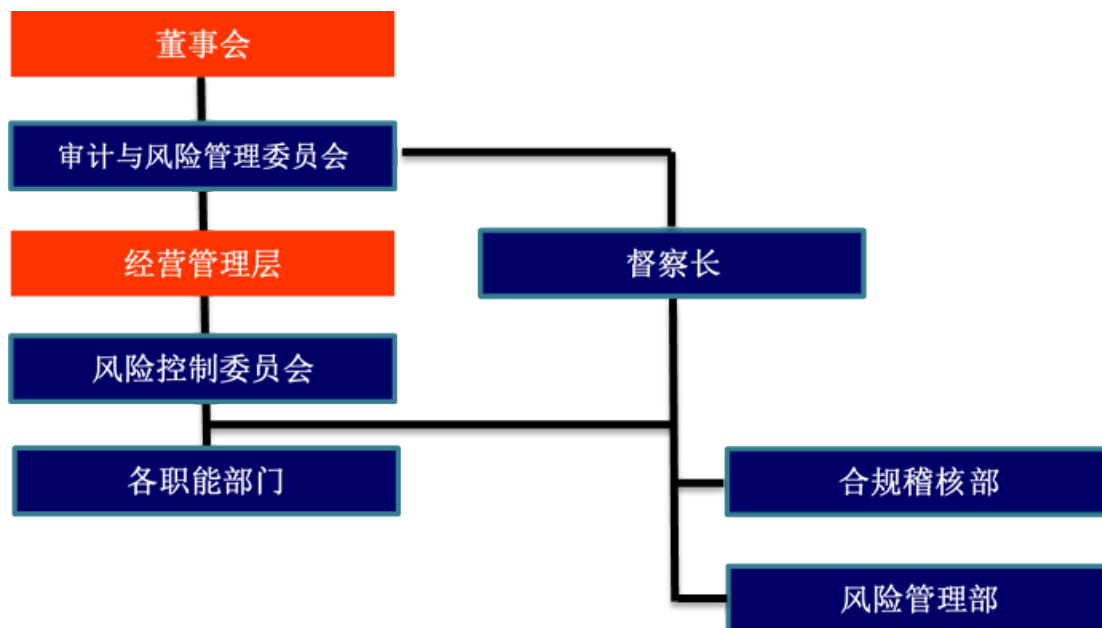 董事会
审计与风险管理委员会
经营管理层
督察长
风险控制委员会
各职能部门
合规稽核部
风险管理部